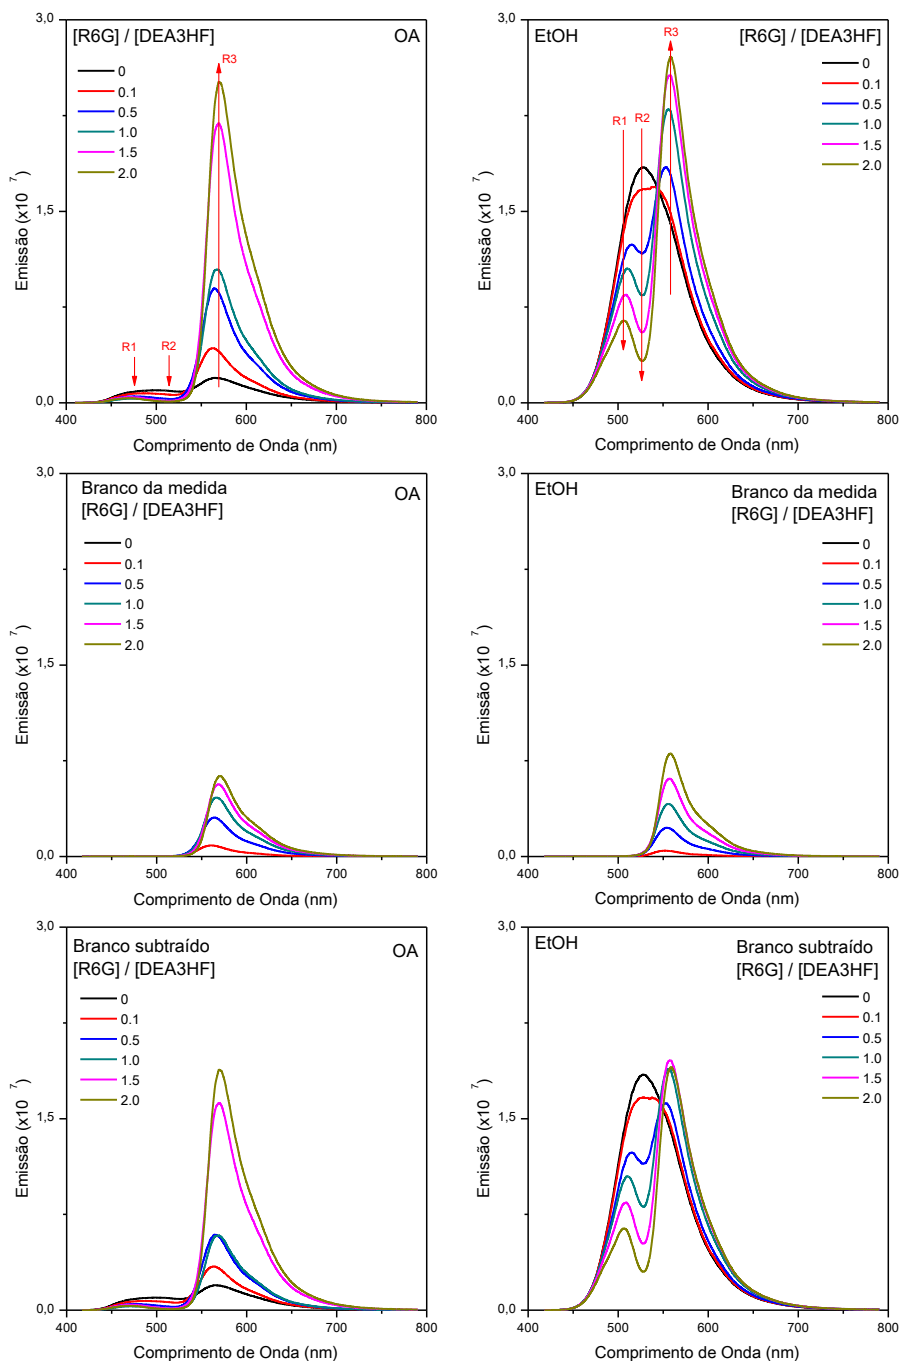 [R6G] / [DEA3HF]
OA
0
0.1
0.5
1.0
1.5
2.0
R1
R2
R3
3,0
1,5
0,0
400
500
600
700
800
Emissão (x10 7)
Comprimento de Onda (nm)
EtOH
[R6G] / [DEA3HF]
0
0.1
0.5
1.0
1.5
2.0
R1
R2
R3
3,0
1,5
0,0
400
500
600
700
800
Emissão (x10 7)
Comprimento de Onda (nm)
Branco da medida
[R6G] / [DEA3HF]
OA
0
0.1
0.5
1.0
1.5
2.0
3,0
1,5
0,0
400
500
600
700
800
Emissão (x10 7)
Comprimento de Onda (nm)
EtOH
Branco da medida
[R6G] / [DEA3HF]
0
0.1
0.5
1.0
1.5
2.0
3,0
1,5
0,0
400
500
600
700
800
Emissão (x10 7)
Comprimento de Onda (nm)
Branco subtraído
[R6G] / [DEA3HF]
OA
0
0.1
0.5
1.0
1.5
2.0
3,0
1,5
0,0
400
500
600
700
800
Emissão (x10 7)
Comprimento de Onda (nm)
EtOH
Branco subtraído
[R6G] / [DEA3HF]
0
0.1
0.5
1.0
1.5
2.0
3,0
1,5
0,0
400
500
600
700
800
Emissão (x10 7)
Comprimento de Onda (nm)